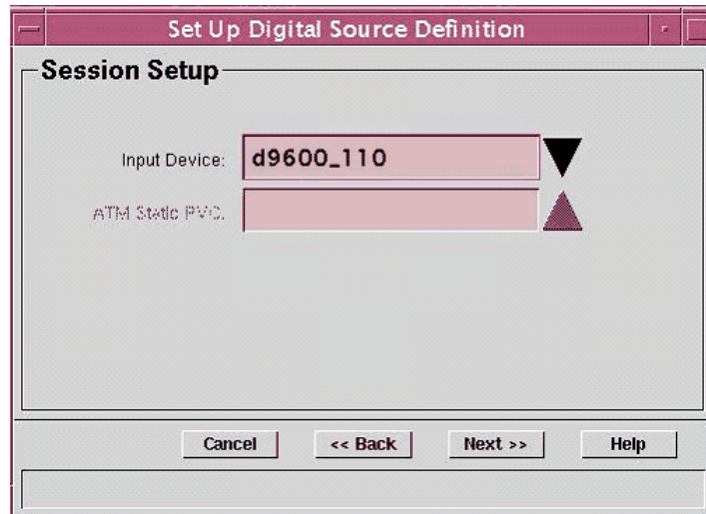 Set Up Digital Source Definition
Session Setup
Input Device: d9600_110
ATM Static PVC:
Cancel << Back Next >> Help